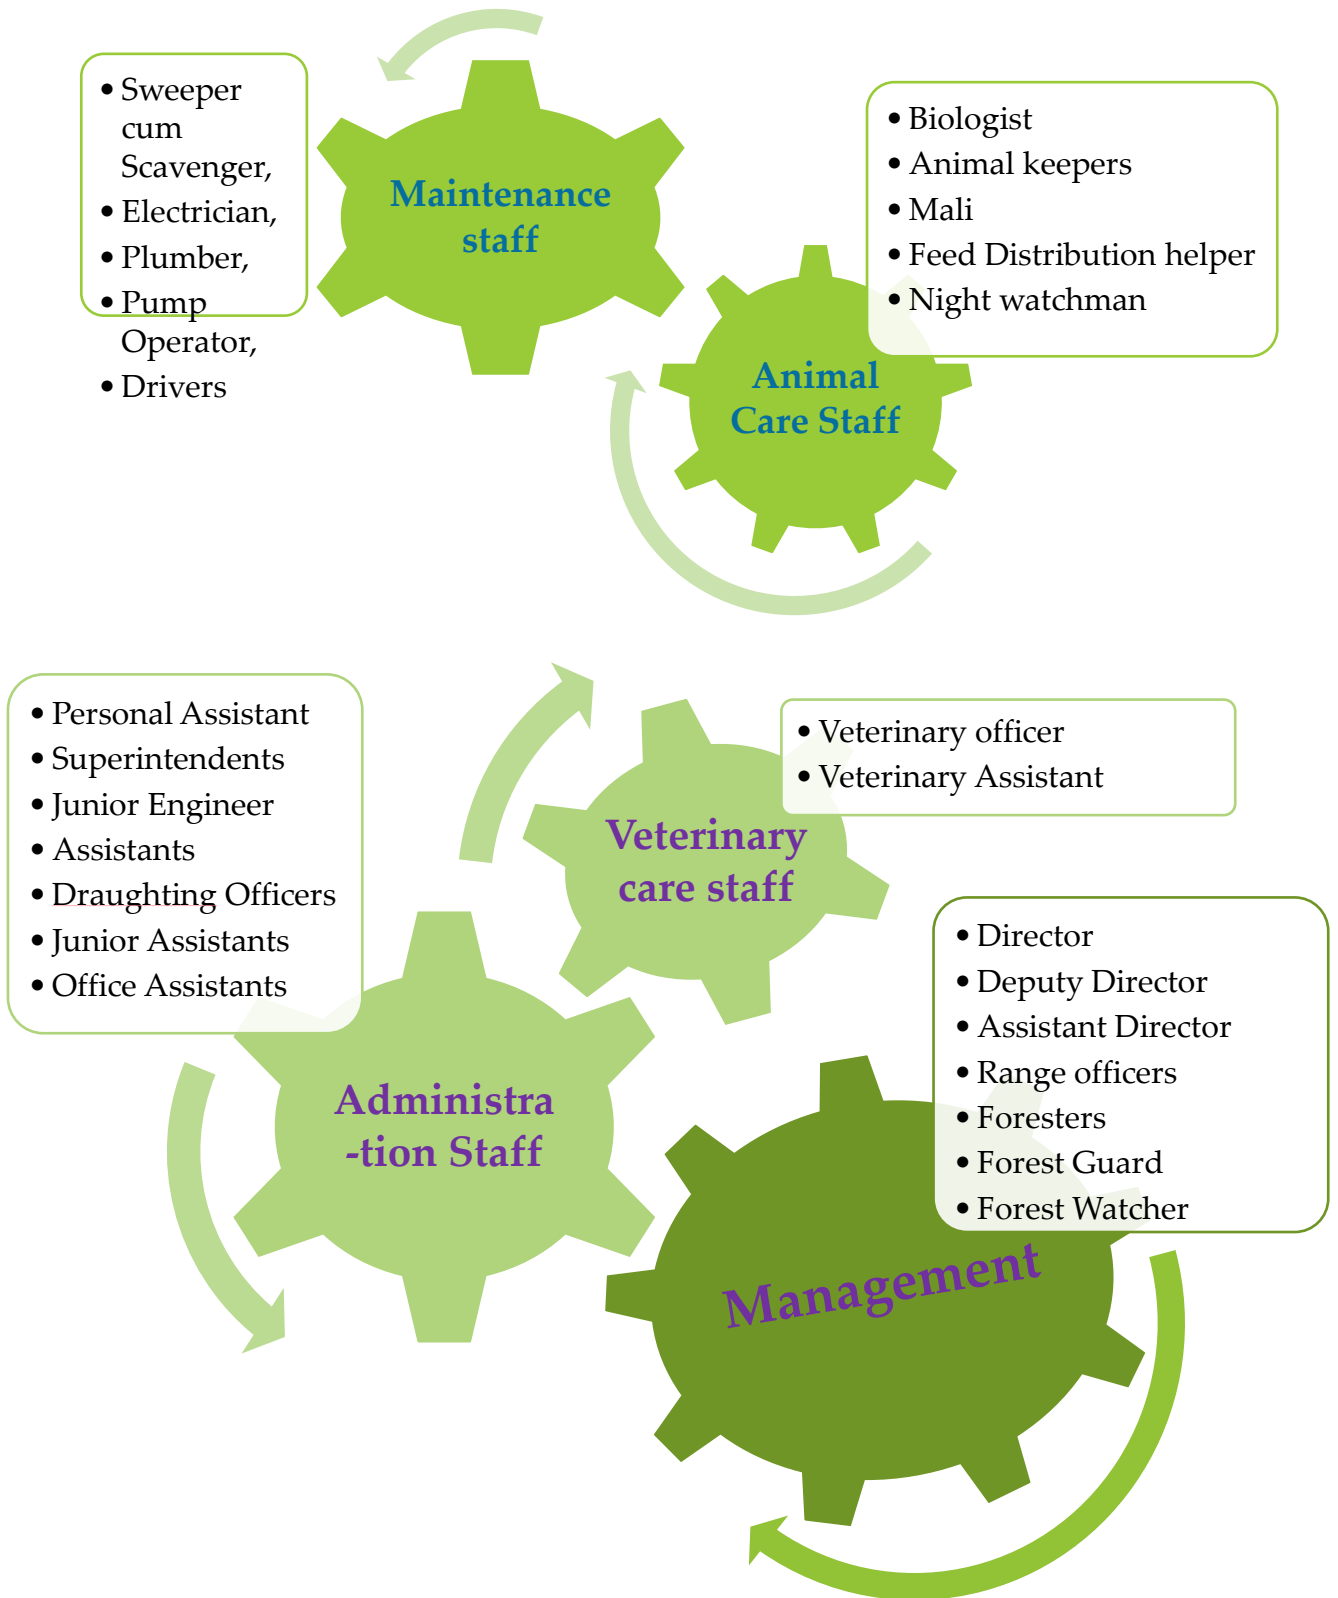 • Sweeper
cum
Scavenger,
• Electrician,
• Plumber,
• Pump
Operator,
• Drivers
Maintenance
staff
• Biologist
• Animal keepers
• Mali
• Feed Distribution helper
• Night watchman
Animal
Care Staff
• Personal Assistant
• Superintendents
• Junior Engineer
• Assistants
• Draughting Officers
• Junior Assistants
• Office Assistants
• Veterinary officer
• Veterinary Assistant
Veterinary
care staff
Administra
-tion Staff
• Director
• Deputy Director
• Assistant Director
• Range officers
• Foresters
• Forest Guard
• Forest Watcher
Management